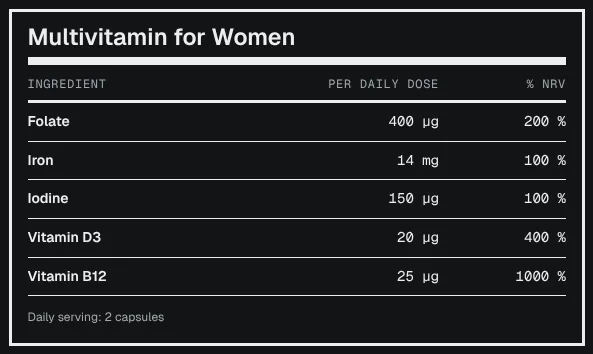 Multivitamin for Women
INGREDIENT PER DAILY DOSE % NRV
Folate 400 µg 200 %
Iron 14 mg 100 %
Iodine 150 µg 100 %
Vitamin D3 20 µg 400 %
Vitamin B12 25 µg 1000 %
Daily serving: 2 capsules